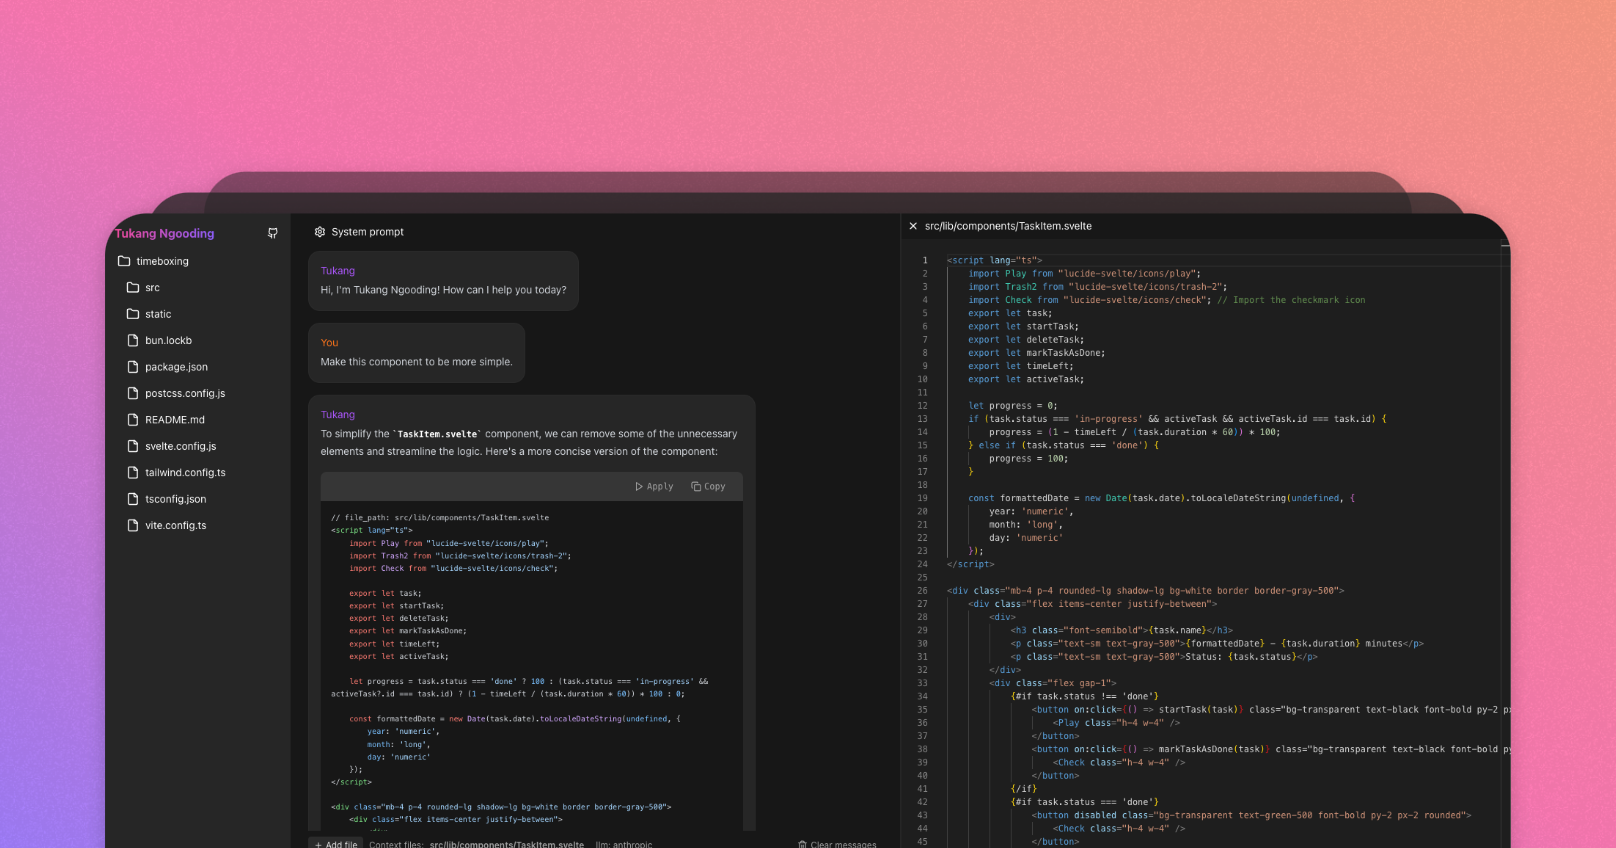 Tukang Ngooding
timeboxing
src
static
bun.lockb
package.json
postcss.config.js
README.md
svelte.config.js
tailwind.config.ts
tsconfig.json
vite.config.ts
System prompt
Tukang
Hi, I'm Tukang Ngooding! How can I help you today?
You
Make this component to be more simple.
Tukang
To simplify the `TaskItem.svelte` component, we can remove some of the unnecessary
elements and streamline the logic. Here's a more concise version of the component:
Apply Copy
// file_path: src/lib/components/TaskItem.svelte
<script lang="ts">
import Play from "lucide-svelte/icons/play";
import Trash2 from "lucide-svelte/icons/trash-2";
import Check from "lucide-svelte/icons/check";
export let task;
export let startTask;
export let deleteTask;
export let markTaskAsDone;
export let timeLeft;
export let activeTask;
let progress = task.status === 'done' ? 100 : (task.status === 'in-progress' &&
activeTask?.id === task.id) ? (1 - timeLeft / (task.duration * 60)) * 100 : 0;
const formattedDate = new Date(task.date).toLocaleDateString(undefined, {
year: 'numeric',
month: 'long',
day: 'numeric'
});
</script>
<div class="mb-4 p-4 rounded-lg shadow-lg bg-white border border-gray-500">
<div class="flex items-center justify-between">
+ Add file Context files: src/lib/components/TaskItem.svelte llm: anthropic Clear messages
src/lib/components/TaskItem.svelte
1 <script lang="ts">
2 import Play from "lucide-svelte/icons/play";
3 import Trash2 from "lucide-svelte/icons/trash-2";
4 import Check from "lucide-svelte/icons/check"; // Import the checkmark icon
5 export let task;
6 export let startTask;
7 export let deleteTask;
8 export let markTaskAsDone;
9 export let timeLeft;
10 export let activeTask;
11
12 let progress = 0;
13 if (task.status === 'in-progress' && activeTask && activeTask.id === task.id) {
14 progress = (1 - timeLeft / (task.duration * 60)) * 100;
15 } else if (task.status === 'done') {
16 progress = 100;
17 }
18
19 const formattedDate = new Date(task.date).toLocaleDateString(undefined, {
20 year: 'numeric',
21 month: 'long',
22 day: 'numeric'
23 });
24 </script>
25
26 <div class="mb-4 p-4 rounded-lg shadow-lg bg-white border border-gray-500">
27 <div class="flex items-center justify-between">
28 <div>
29 <h3 class="font-semibold">{task.name}</h3>
30 <p class="text-sm text-gray-500">{formattedDate} - {task.duration} minutes</p>
31 <p class="text-sm text-gray-500">Status: {task.status}</p>
32 </div>
33 <div class="flex gap-1">
34 {#if task.status !== 'done'}
35 <button on:click={() => startTask(task)} class="bg-transparent text-black font-bold py-2
36 <Play class="h-4 w-4" />
37 </button>
38 <button on:click={() => markTaskAsDone(task)} class="bg-transparent text-black font-bold
39 <Check class="h-4 w-4" />
40 </button>
41 {/if}
42 {#if task.status === 'done'}
43 <button disabled class="bg-transparent text-green-500 font-bold py-2 px-2 rounded">
44 <Check class="h-4 w-4" />
45 </button>